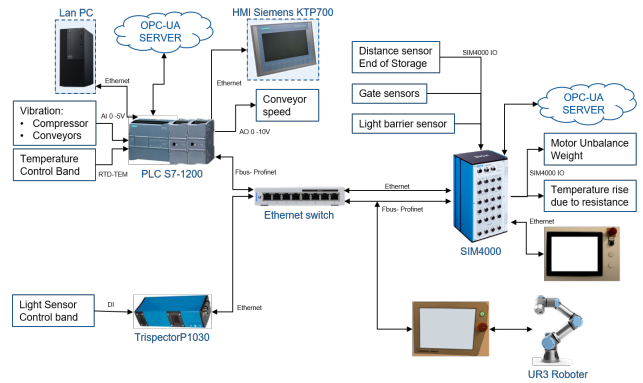 Lan PC
OPC-UA
SERVER
HMI Siemens KTP700
Ethernet
Ethernet
Vibration:
• Compressor
• Conveyors
AI 0 -5V
Conveyor
speed
AO 0 -10V
Temperature
Control Band
RTD-TEM
PLC S7-1200
Distance sensor
End of Storage
SIM4000 IO
Gate sensors
Light barrier sensor
OPC-UA
SERVER
Motor Unbalance
Weight
SIM4000 IO
Temperature rise
due to resistance
Fbus- Profinet
Ethernet
Fbus- Profinet
Ethernet switch
SIM4000
Ethernet
Light Sensor
Control band
DI
Ethernet
TrispectorP1030
UR3 Roboter